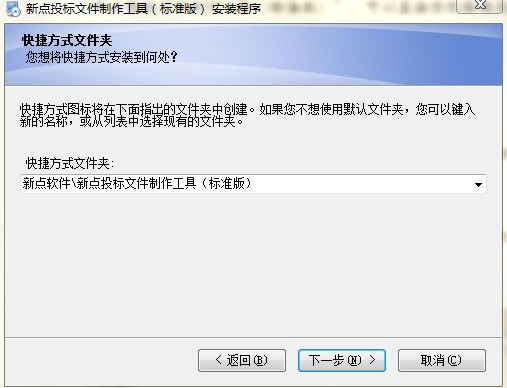 新点投标文件制作工具（标准版）安装程序
快捷方式文件夹
您想将快捷方式安装到何处？
快捷方式图标将在下面指出的文件夹中创建。如果您不想使用默认文件夹，您可以键入
新的名称，或从列表中选择现有的文件夹。
快捷方式文件夹:
新点软件\新点投标文件制作工具（标准版）
< 返回(B)
下一步(N) >
取消(C)